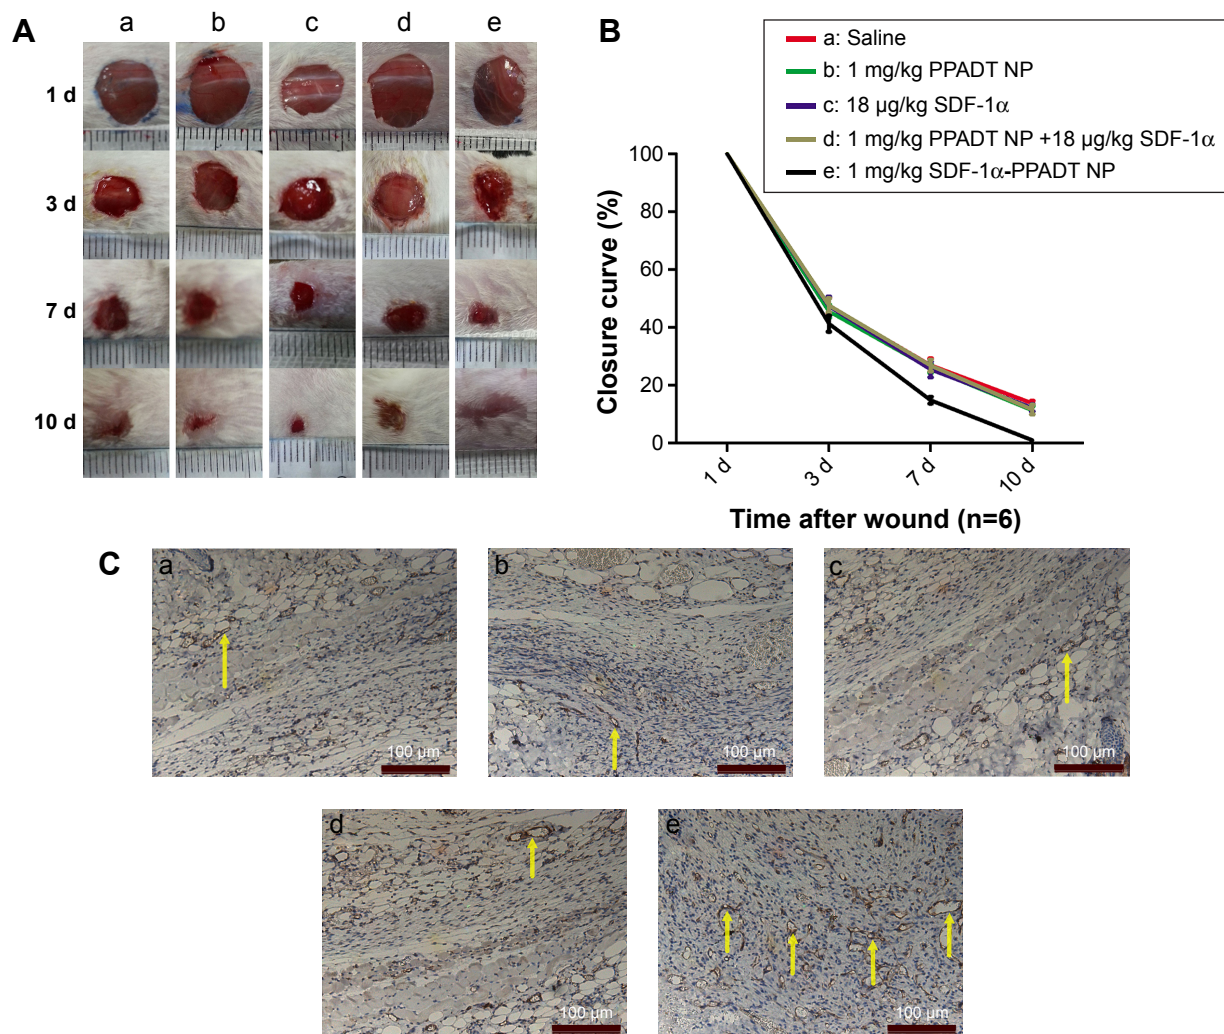 A
a b c d e
1 d
3 d
7 d
10 d
B
a: Saline
b: 1 mg/kg PPADT NP
c: 18 µg/kg SDF-1α
d: 1 mg/kg PPADT NP +18 µg/kg SDF-1α
e: 1 mg/kg SDF-1α-PPADT NP
Closure curve (%)
100
80
60
40
20
0
1 d 3 d 7 d 10 d
Time after wound (n=6)
C
a
100 µm
b
100 µm
c
100 µm
d
100 µm
e
100 µm